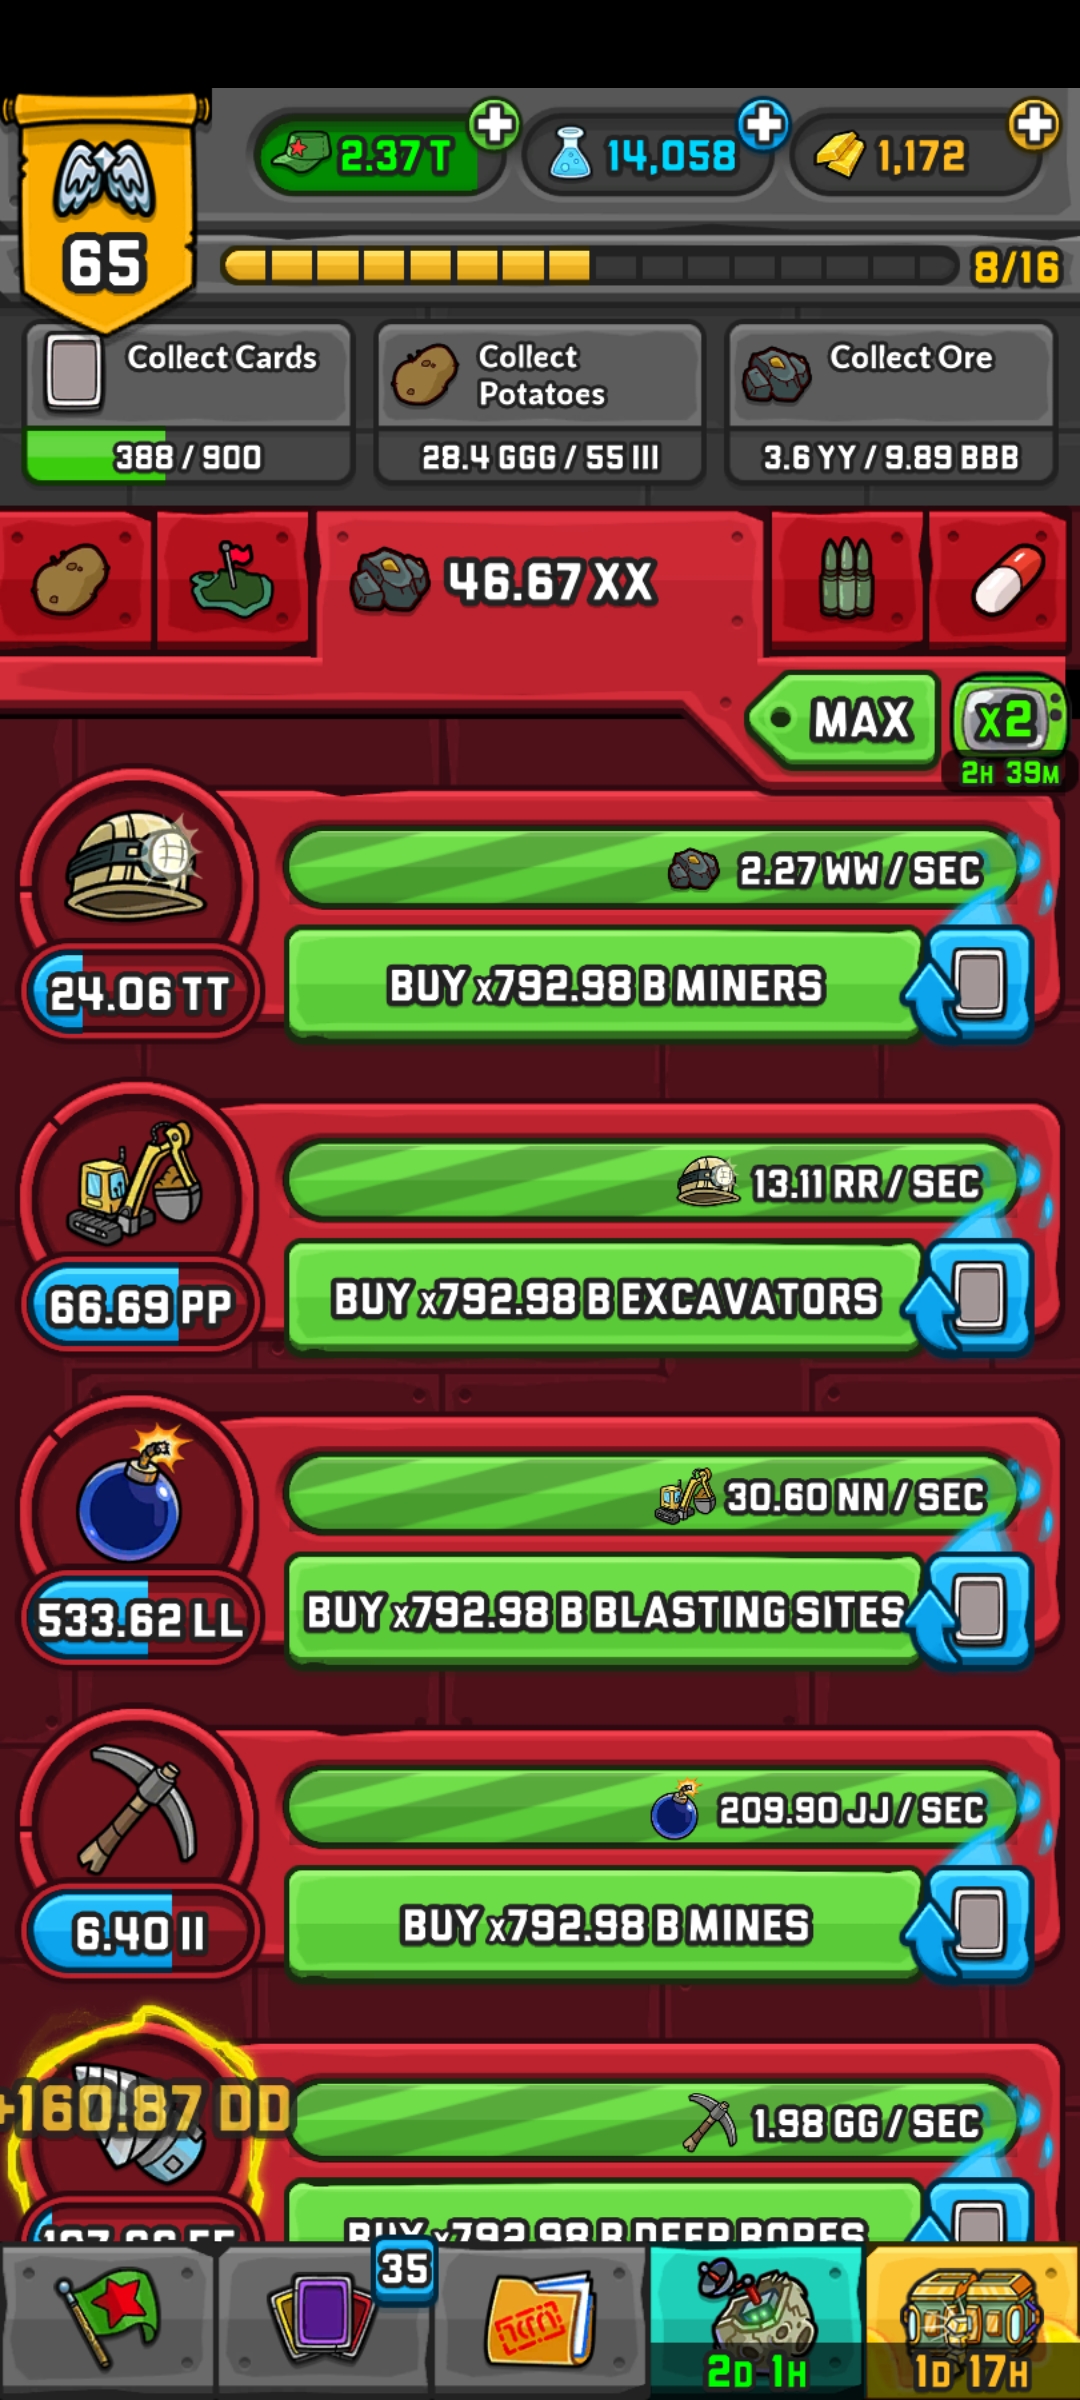 2.37 T
14,058
1,172
65
8/16
Collect Cards
388 / 900
Collect
Potatoes
28.4 GGG / 55 III
Collect Ore
3.6 YY / 9.89 BBB
46.67 XX
MAX
x2
2H 39M
2.27 WW / SEC
24.06 TT
BUY x792.98 B MINERS
13.11 RR / SEC
66.69 PP
BUY x792.98 B EXCAVATORS
30.60 NN / SEC
533.62 LL
BUY x792.98 B BLASTING SITES
209.90 JJ / SEC
6.40 II
BUY x792.98 B MINES
+160.87 DD
1.98 GG / SEC
BUY x792.98 B DEEP BORES
35
2D 1H
1D 17H